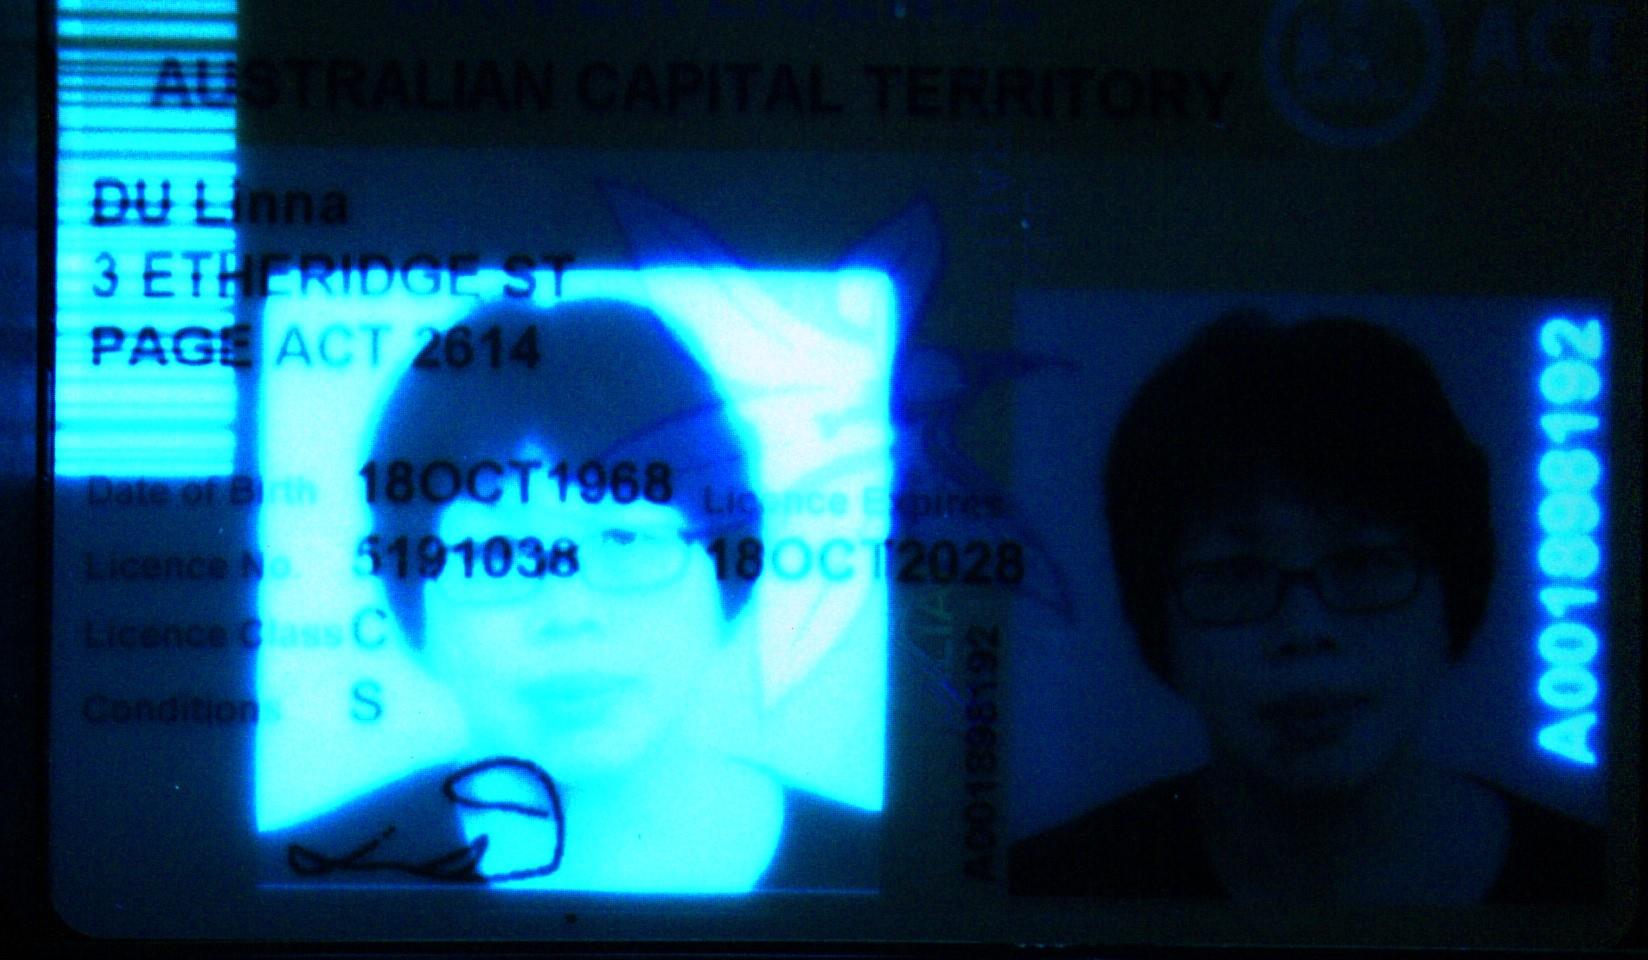 ACT
AUSTRALIAN CAPITAL TERRITORY
DU Linna
3 ETHERIDGE ST
PAGE ACT 2614
Date of Birth 18OCT1968
Licence Expires
Licence No. 5191038 18OCT2028
Licence Class C
Conditions S
A001898192
A001898192